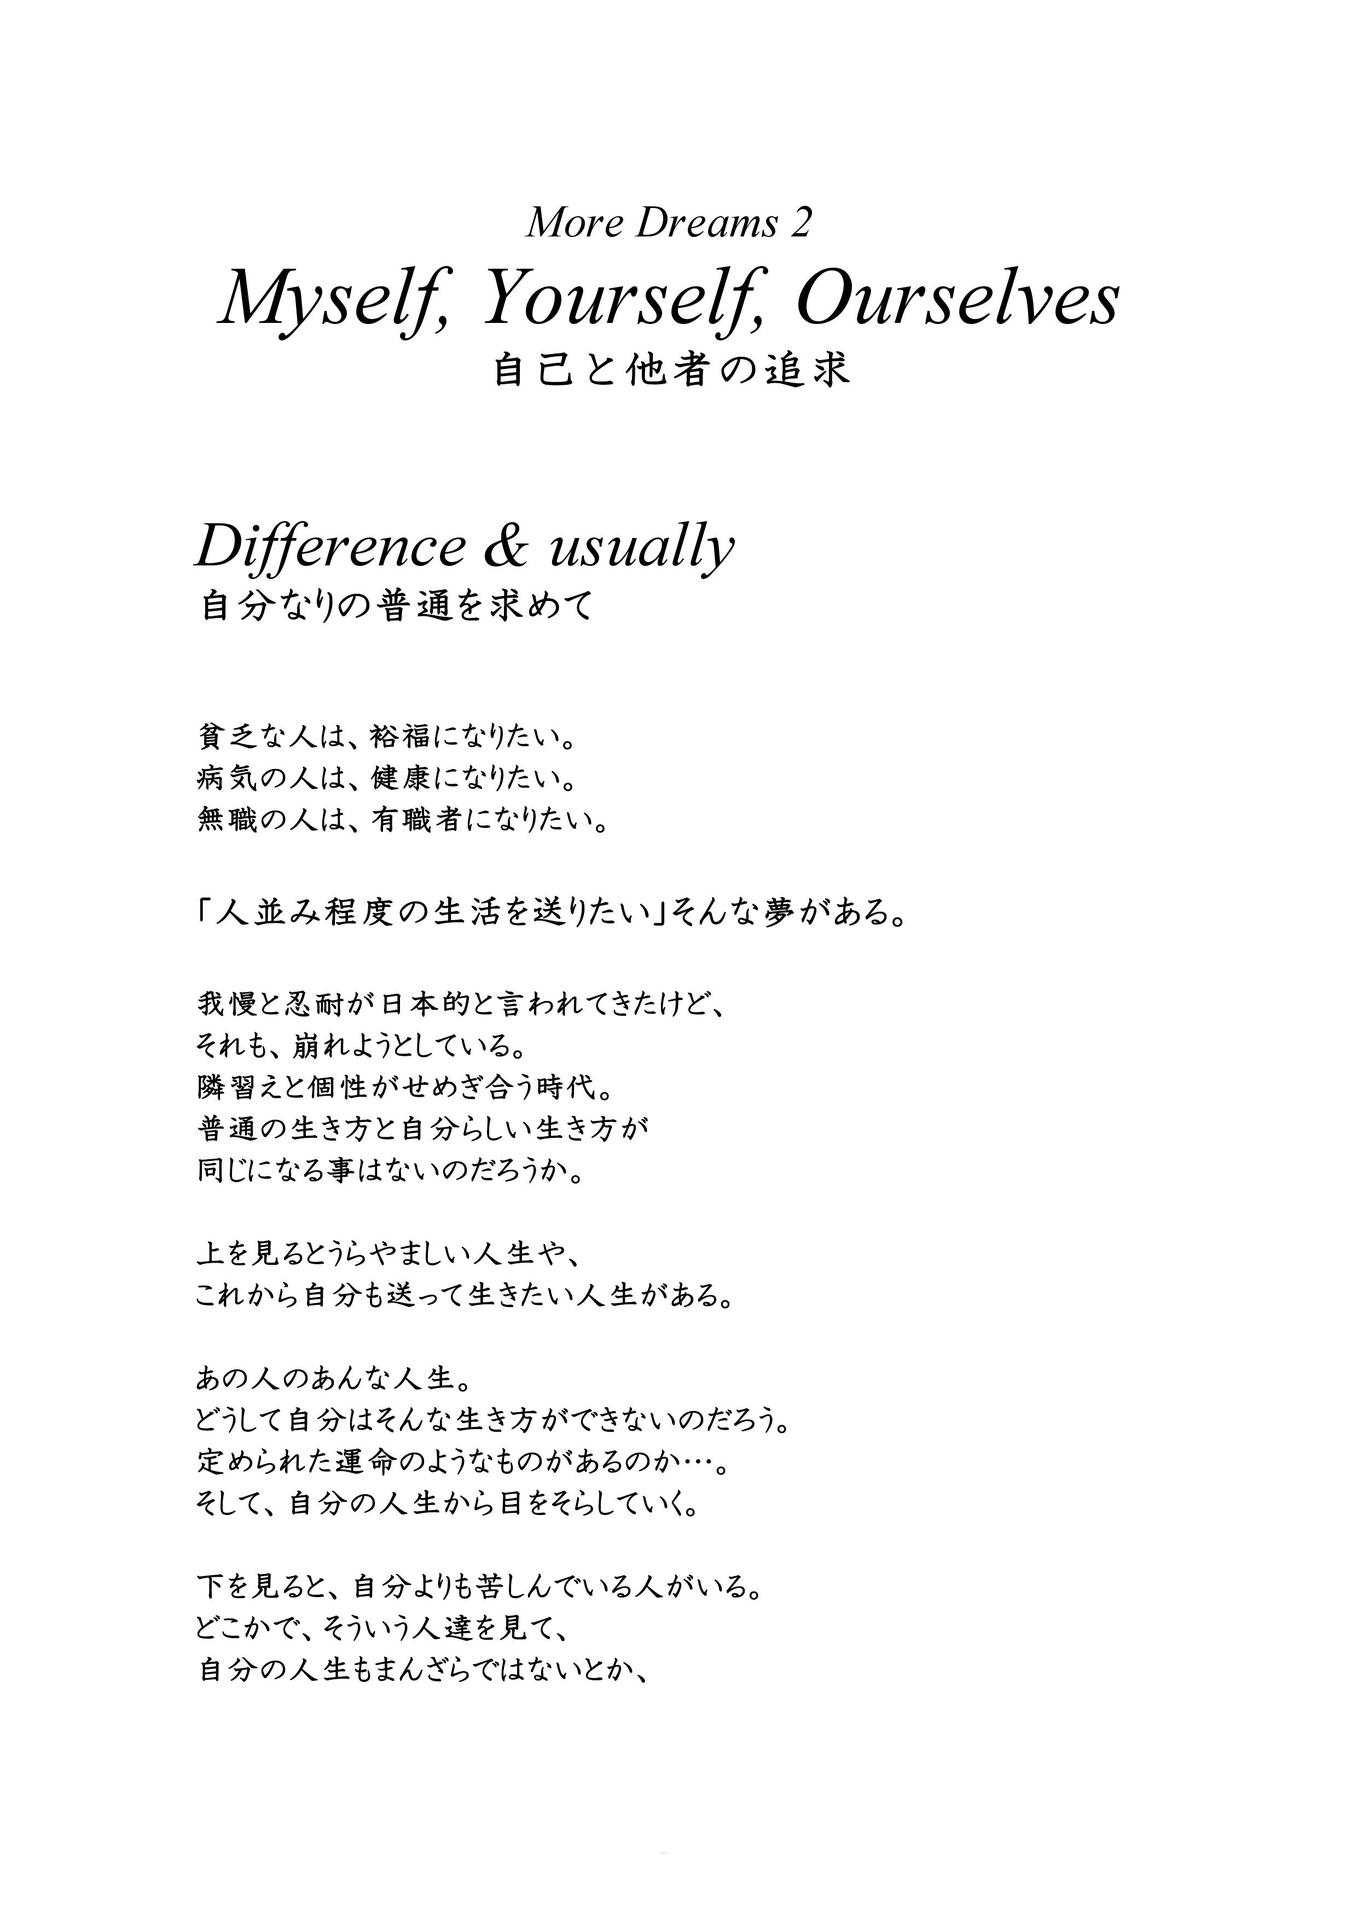 More Dreams 2
Myself, Yourself, Ourselves
自己と他者の追求
Difference & usually
自分なりの普通を求めて
貧乏な人は、裕福になりたい。
病気の人は、健康になりたい。
無職の人は、有職者になりたい。
「人並み程度の生活を送りたい」そんな夢がある。
我慢と忍耐が日本的と言われてきたけど、
それも、崩れようとしている。
隣習えと個性がせめぎ合う時代。
普通の生き方と自分らしい生き方が
同じになる事はないのだろうか。
上を見るとうらやましい人生や、
これから自分も送って生きたい人生がある。
あの人のあんな人生。
どうして自分はそんな生き方ができないのだろう。
定められた運命のようなものがあるのか…。
そして、自分の人生から目をそらしていく。
下を見ると、自分よりも苦しんでいる人がいる。
どこかで、そういう人達を見て、
自分の人生もまんざらではないとか、